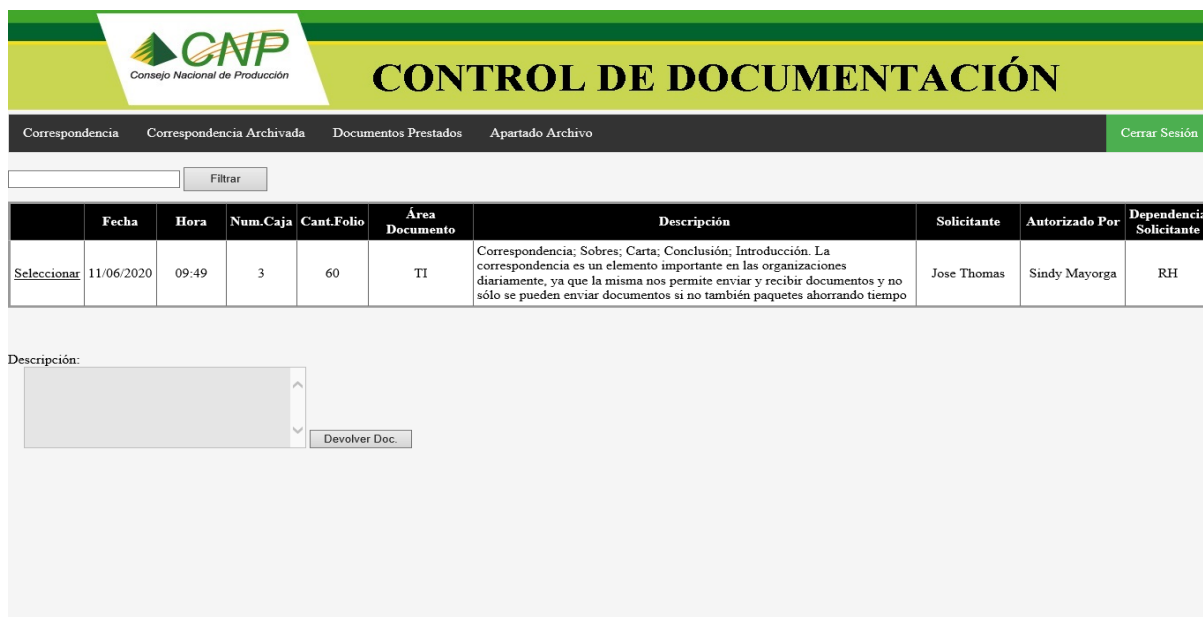 CNP
Consejo Nacional de Producción
CONTROL DE DOCUMENTACIÓN
Correspondencia Correspondencia Archivada Documentos Prestados Apartado Archivo Cerrar Sesión
Filtrar
Fecha Hora Num.Caja Cant.Folio Área Documento Descripción Solicitante Autorizado Por Dependencia Solicitante
Seleccionar 11/06/2020 09:49 3 60 TI
Correspondencia; Sobres; Carta; Conclusión; Introducción. La
correspondencia es un elemento importante en las organizaciones
diariamente, ya que la misma nos permite enviar y recibir documentos y no
sólo se pueden enviar documentos si no también paquetes ahorrando tiempo
Jose Thomas Sindy Mayorga RH
Descripción:
Devolver Doc.